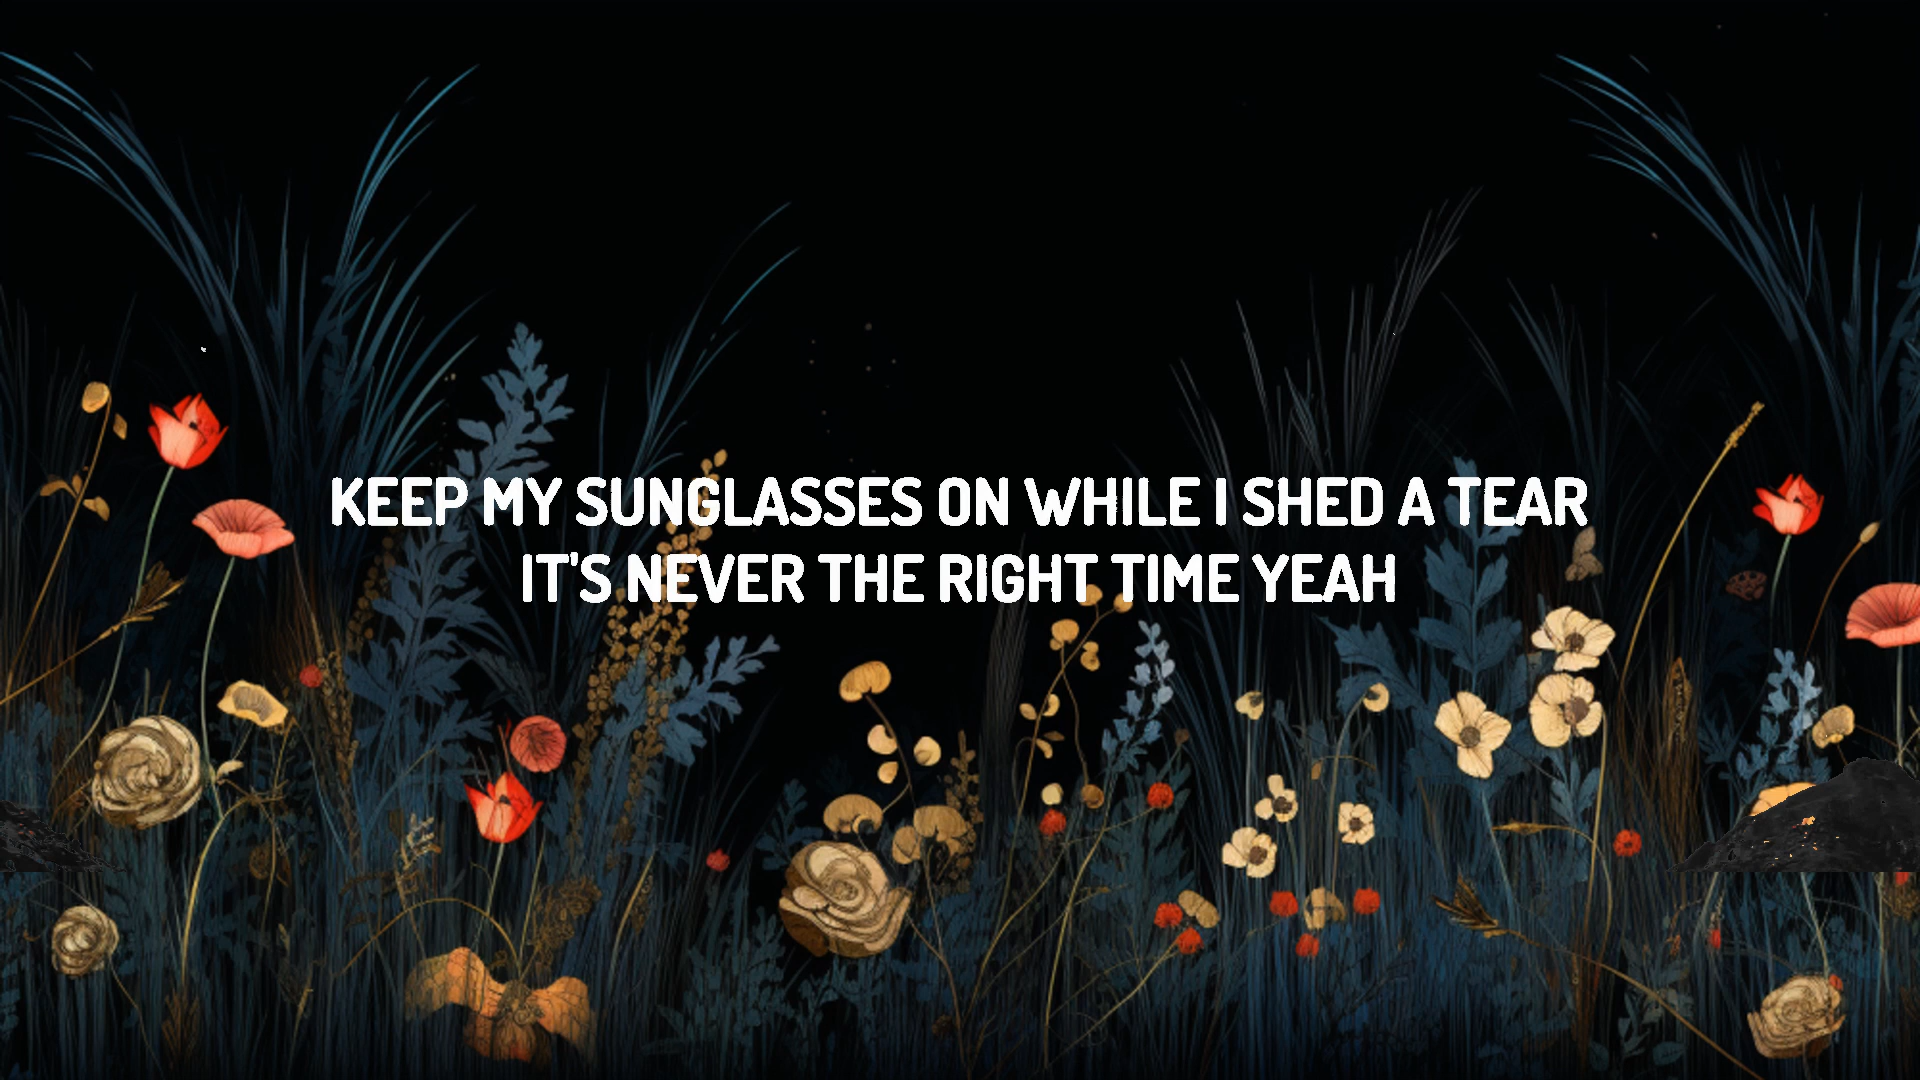 KEEP MY SUNGLASSES ON WHILE I SHED A TEAR
IT'S NEVER THE RIGHT TIME YEAH